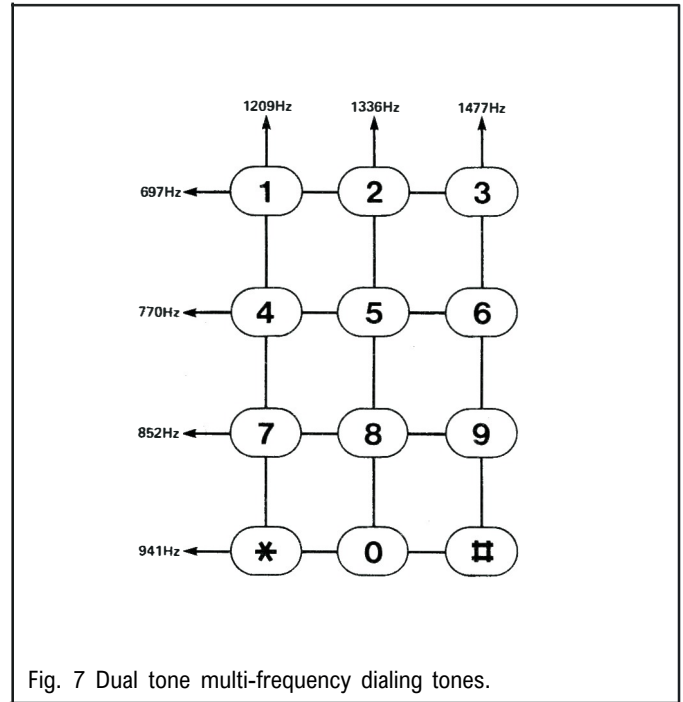 1209Hz 1336Hz 1477Hz
697Hz 1 2 3
770Hz 4 5 6
852Hz 7 8 9
941Hz * 0 #
Fig. 7 Dual tone multi-frequency dialing tones.